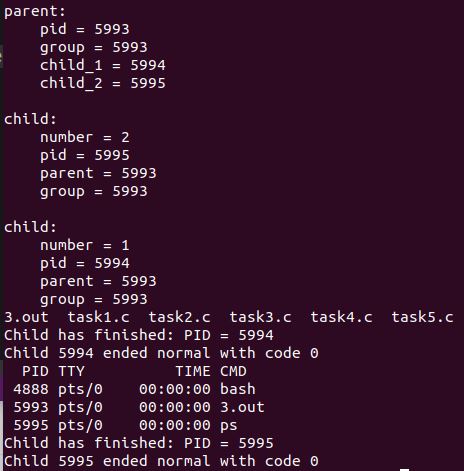 parent:
    pid = 5993
    group = 5993
    child_1 = 5994
    child_2 = 5995

child:
    number = 2
    pid = 5995
    parent = 5993
    group = 5993

child:
    number = 1
    pid = 5994
    parent = 5993
    group = 5993
3.out  task1.c  task2.c  task3.c  task4.c  task5.c
Child has finished: PID = 5994
Child 5994 ended normal with code 0
  PID TTY          TIME CMD
 4888 pts/0    00:00:00 bash
 5993 pts/0    00:00:00 3.out
 5995 pts/0    00:00:00 ps
Child has finished: PID = 5995
Child 5995 ended normal with code 0